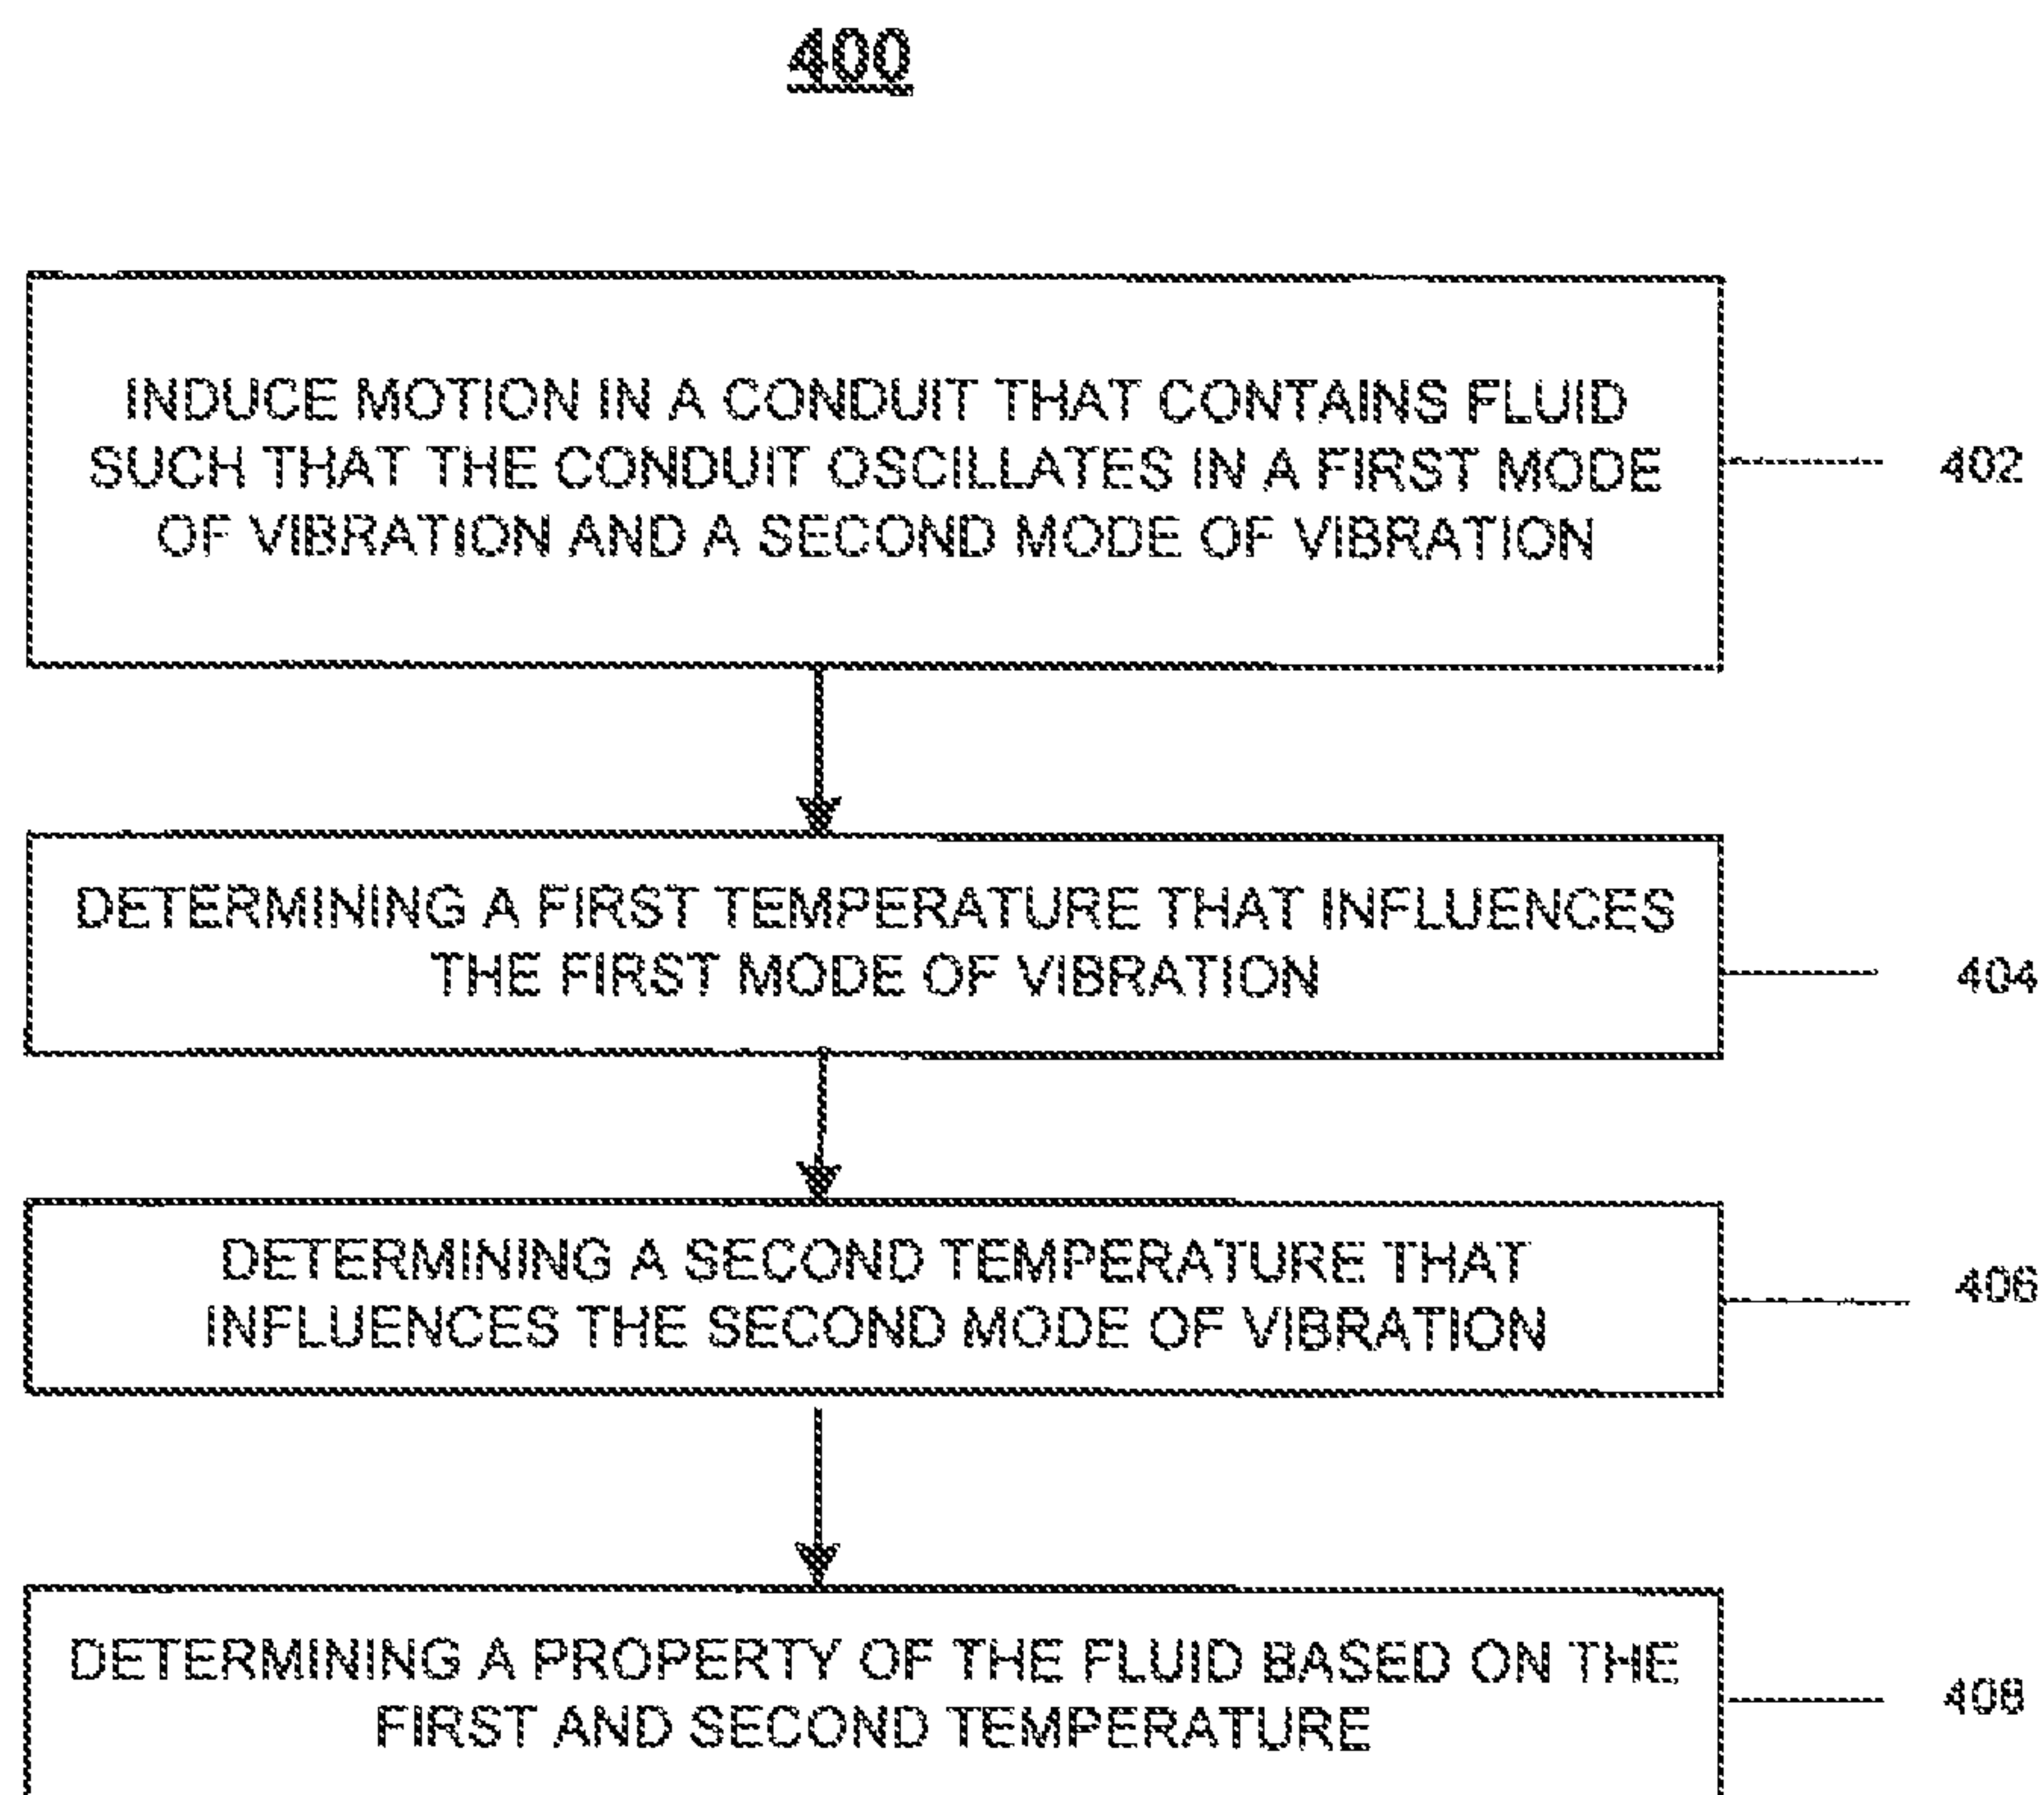 400
INDUCE MOTION IN A CONDUIT THAT CONTAINS FLUID
SUCH THAT THE CONDUIT OSCILLATES IN A FIRST MODE
OF VIBRATION AND A SECOND MODE OF VIBRATION
402
DETERMINING A FIRST TEMPERATURE THAT INFLUENCES
THE FIRST MODE OF VIBRATION
404
DETERMINING A SECOND TEMPERATURE THAT
INFLUENCES THE SECOND MODE OF VIBRATION
406
DETERMINING A PROPERTY OF THE FLUID BASED ON THE
FIRST AND SECOND TEMPERATURE
408